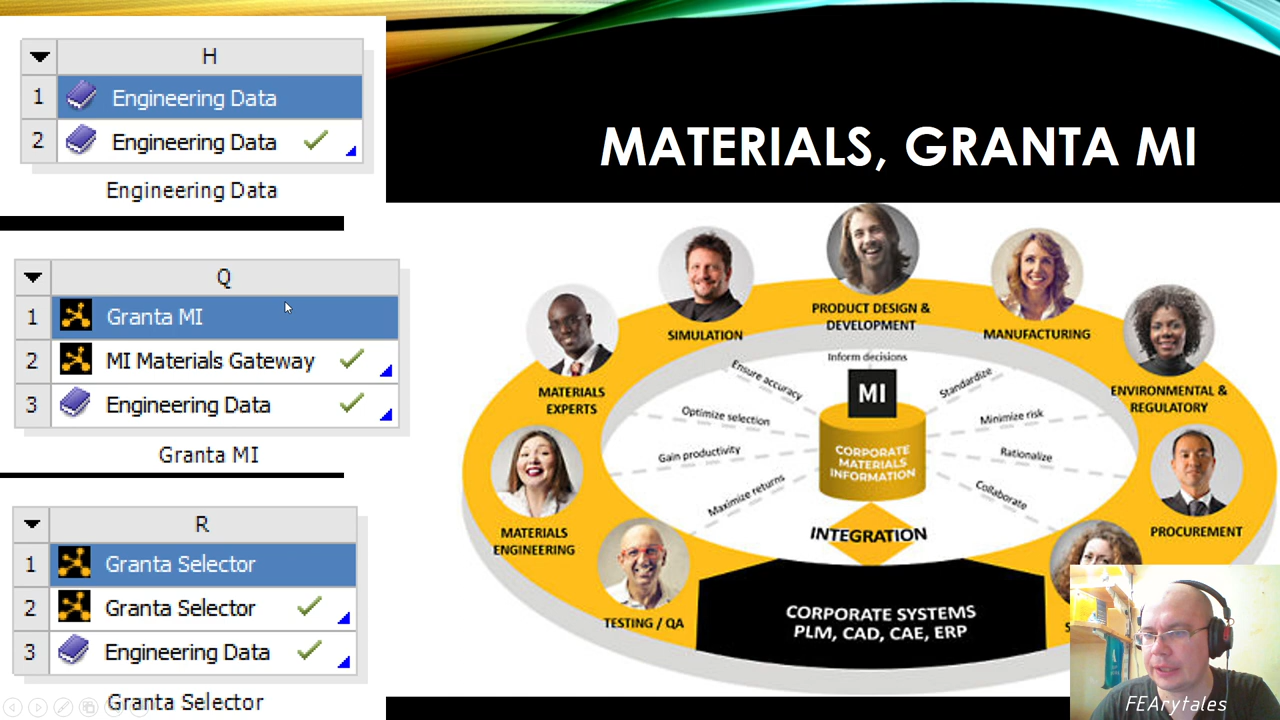 H
1 Engineering Data
2 Engineering Data
Engineering Data
Q
1 Granta MI
2 MI Materials Gateway
3 Engineering Data
Granta MI
R
1 Granta Selector
2 Granta Selector
3 Engineering Data
Granta Selector
MATERIALS, GRANTA MI
PRODUCT DESIGN &
DEVELOPMENT
SIMULATION
MANUFACTURING
MATERIALS
EXPERTS
ENVIRONMENTAL &
REGULATORY
MATERIALS
ENGINEERING
PROCUREMENT
TESTING / QA
S
Inform decisions
Ensure accuracy
Standardize
Optimize selection
Minimize risk
Gain productivity
Rationalize
Maximize returns
Collaborate
MI
CORPORATE
MATERIALS
INFORMATION
INTEGRATION
CORPORATE SYSTEMS
PLM, CAD, CAE, ERP
FEArytales